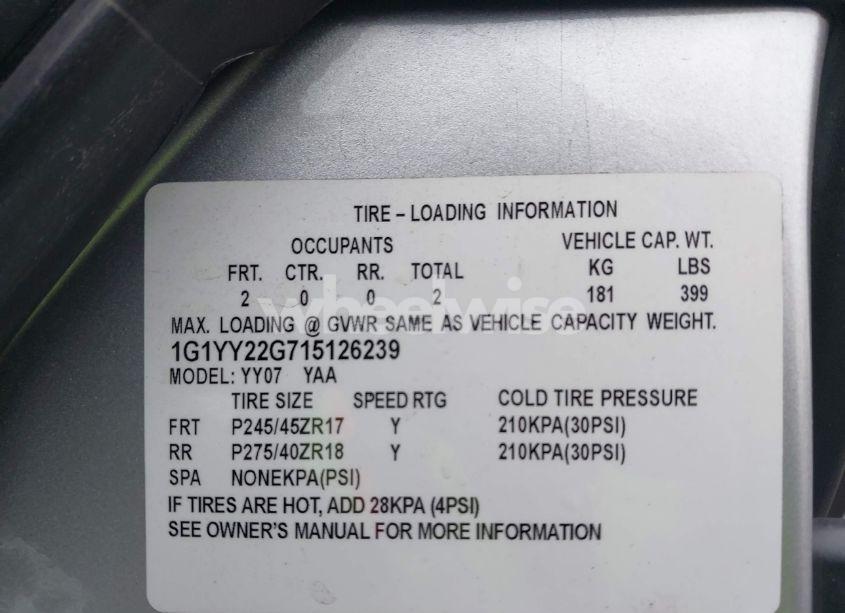 TIRE – LOADING INFORMATION
OCCUPANTS VEHICLE CAP. WT.
FRT. CTR. RR. TOTAL KG LBS
2 0 0 2 181 399
wheelwise
MAX. LOADING @ GVWR SAME AS VEHICLE CAPACITY WEIGHT.
1G1YY22G715126239
MODEL: YY07 YAA
TIRE SIZE SPEED RTG COLD TIRE PRESSURE
FRT P245/45ZR17 Y 210KPA(30PSI)
RR P275/40ZR18 Y 210KPA(30PSI)
SPA NONEKPA(PSI)
IF TIRES ARE HOT, ADD 28KPA (4PSI)
SEE OWNER'S MANUAL FOR MORE INFORMATION